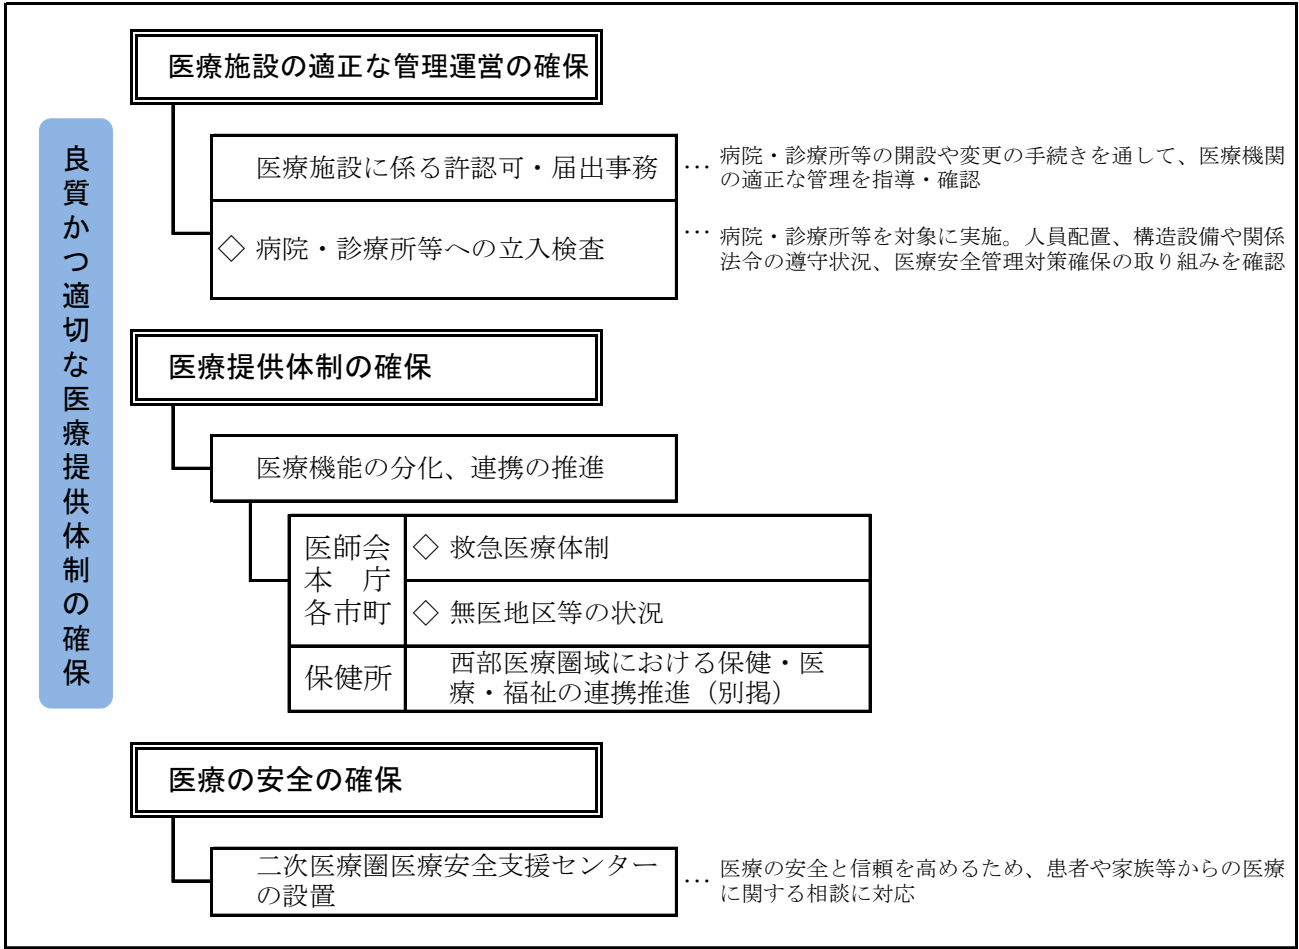 良質かつ適切な医療提供体制の確保
医療施設の適正な管理運営の確保
医療施設に係る許認可・届出事務
… 病院・診療所等の開設や変更の手続きを通して、医療機関
の適正な管理を指導・確認
◇ 病院・診療所等への立入検査
… 病院・診療所等を対象に実施。人員配置、構造設備や関係
法令の遵守状況、医療安全管理対策確保の取り組みを確認
医療提供体制の確保
医療機能の分化、連携の推進
医師会
本 庁
各市町
◇ 救急医療体制
◇ 無医地区等の状況
保健所
西部医療圏域における保健・医
療・福祉の連携推進（別掲）
医療の安全の確保
二次医療圏医療安全支援センター
の設置
… 医療の安全と信頼を高めるため、患者や家族等からの医療
に関する相談に対応